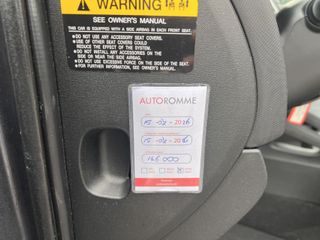 WARNING
SEE OWNER'S MANUAL
THIS CAR IS EQUIPPED WITH A SIDE AIRBAG IN EACH FRONT SEAT.
●DO NOT USE ANY ACCESSORY SEAT COVERS.
●USE OF OTHER SEAT COVERS COULD
REDUCE THE EFFECT OF THE SYSTEM.
●DO NOT INSTALL ANY ACCESSORIES ON THE
SIDE OR NEAR THE SIDE AIRBAG.
●DO NOT USE EXCESSIVE FORCE ON THE SIDE OF THE SEAT.
●FOR FURTHER INFORMATION, SEE OWNER'S MANUAL.
AUTOROMME
15 -02 - 2026
15 -02 - 20
166 000